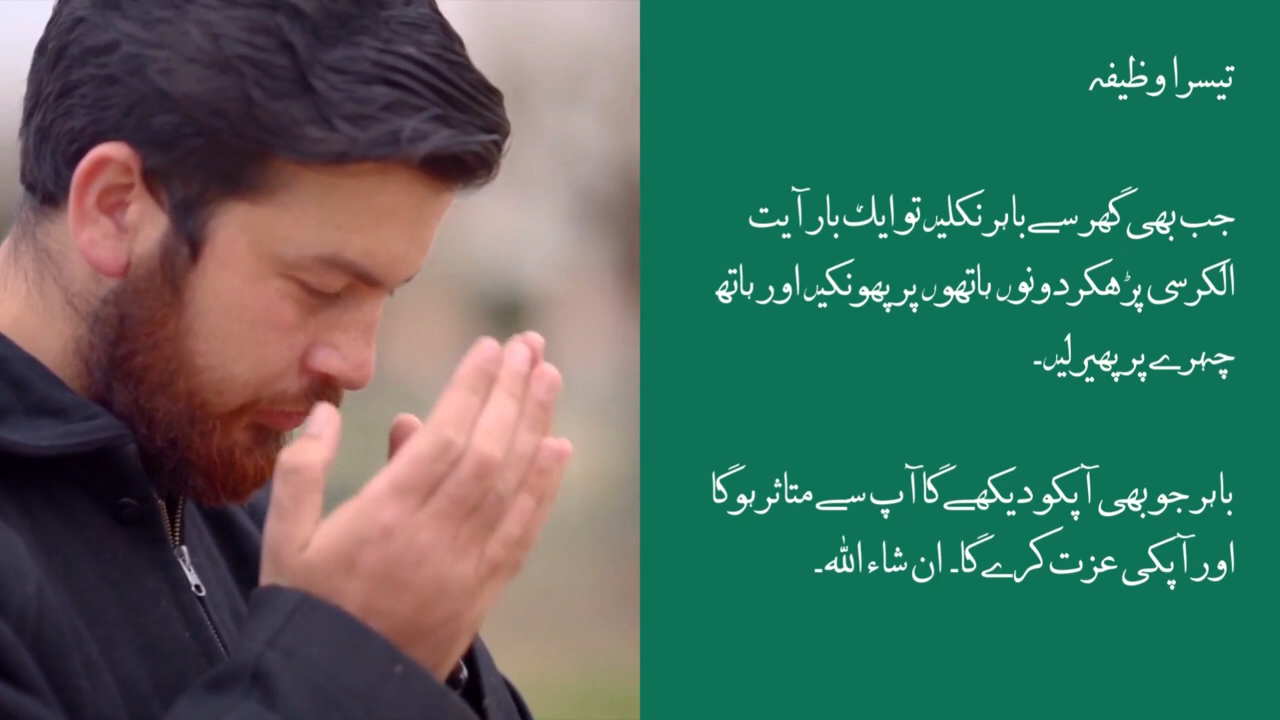 تیسرا وظیفہ
جب بھی گھر سے باہر نکلیں تو ایک بار آیت
الکرسی پڑھکر دونوں ہاتھوں پر پھونکیں اور ہاتھ
چہرے پر پھیر لیں۔
باہر جو بھی آپکو دیکھے گا آپ سے متاثر ہوگا
اور آپکی عزت کرے گا۔ ان شاء اللہ۔